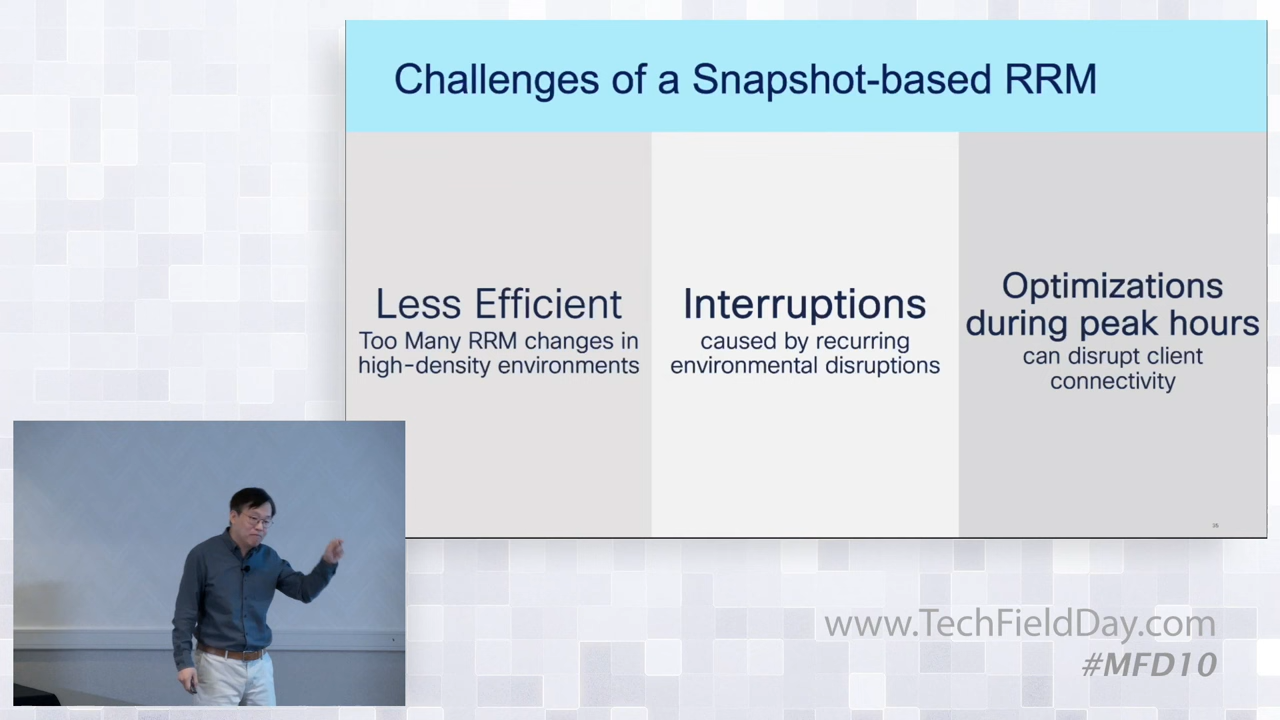 Challenges of a Snapshot-based RRM
Less Efficient
Too Many RRM changes in
high-density environments
Interruptions
caused by recurring
environmental disruptions
Optimizations
during peak hours
can disrupt client
connectivity
www.TechFieldDay.com
#MFD10